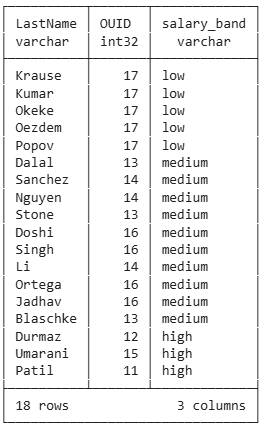 LastName OUID salary_band
varchar int32 varchar
Krause 17 low
Kumar 17 low
Okeke 17 low
Oezdem 17 low
Popov 17 low
Dalal 13 medium
Sanchez 14 medium
Nguyen 14 medium
Stone 13 medium
Doshi 16 medium
Singh 16 medium
Li 14 medium
Ortega 16 medium
Jadhav 16 medium
Blaschke 13 medium
Durmaz 12 high
Umarani 15 high
Patil 11 high
18 rows 3 columns